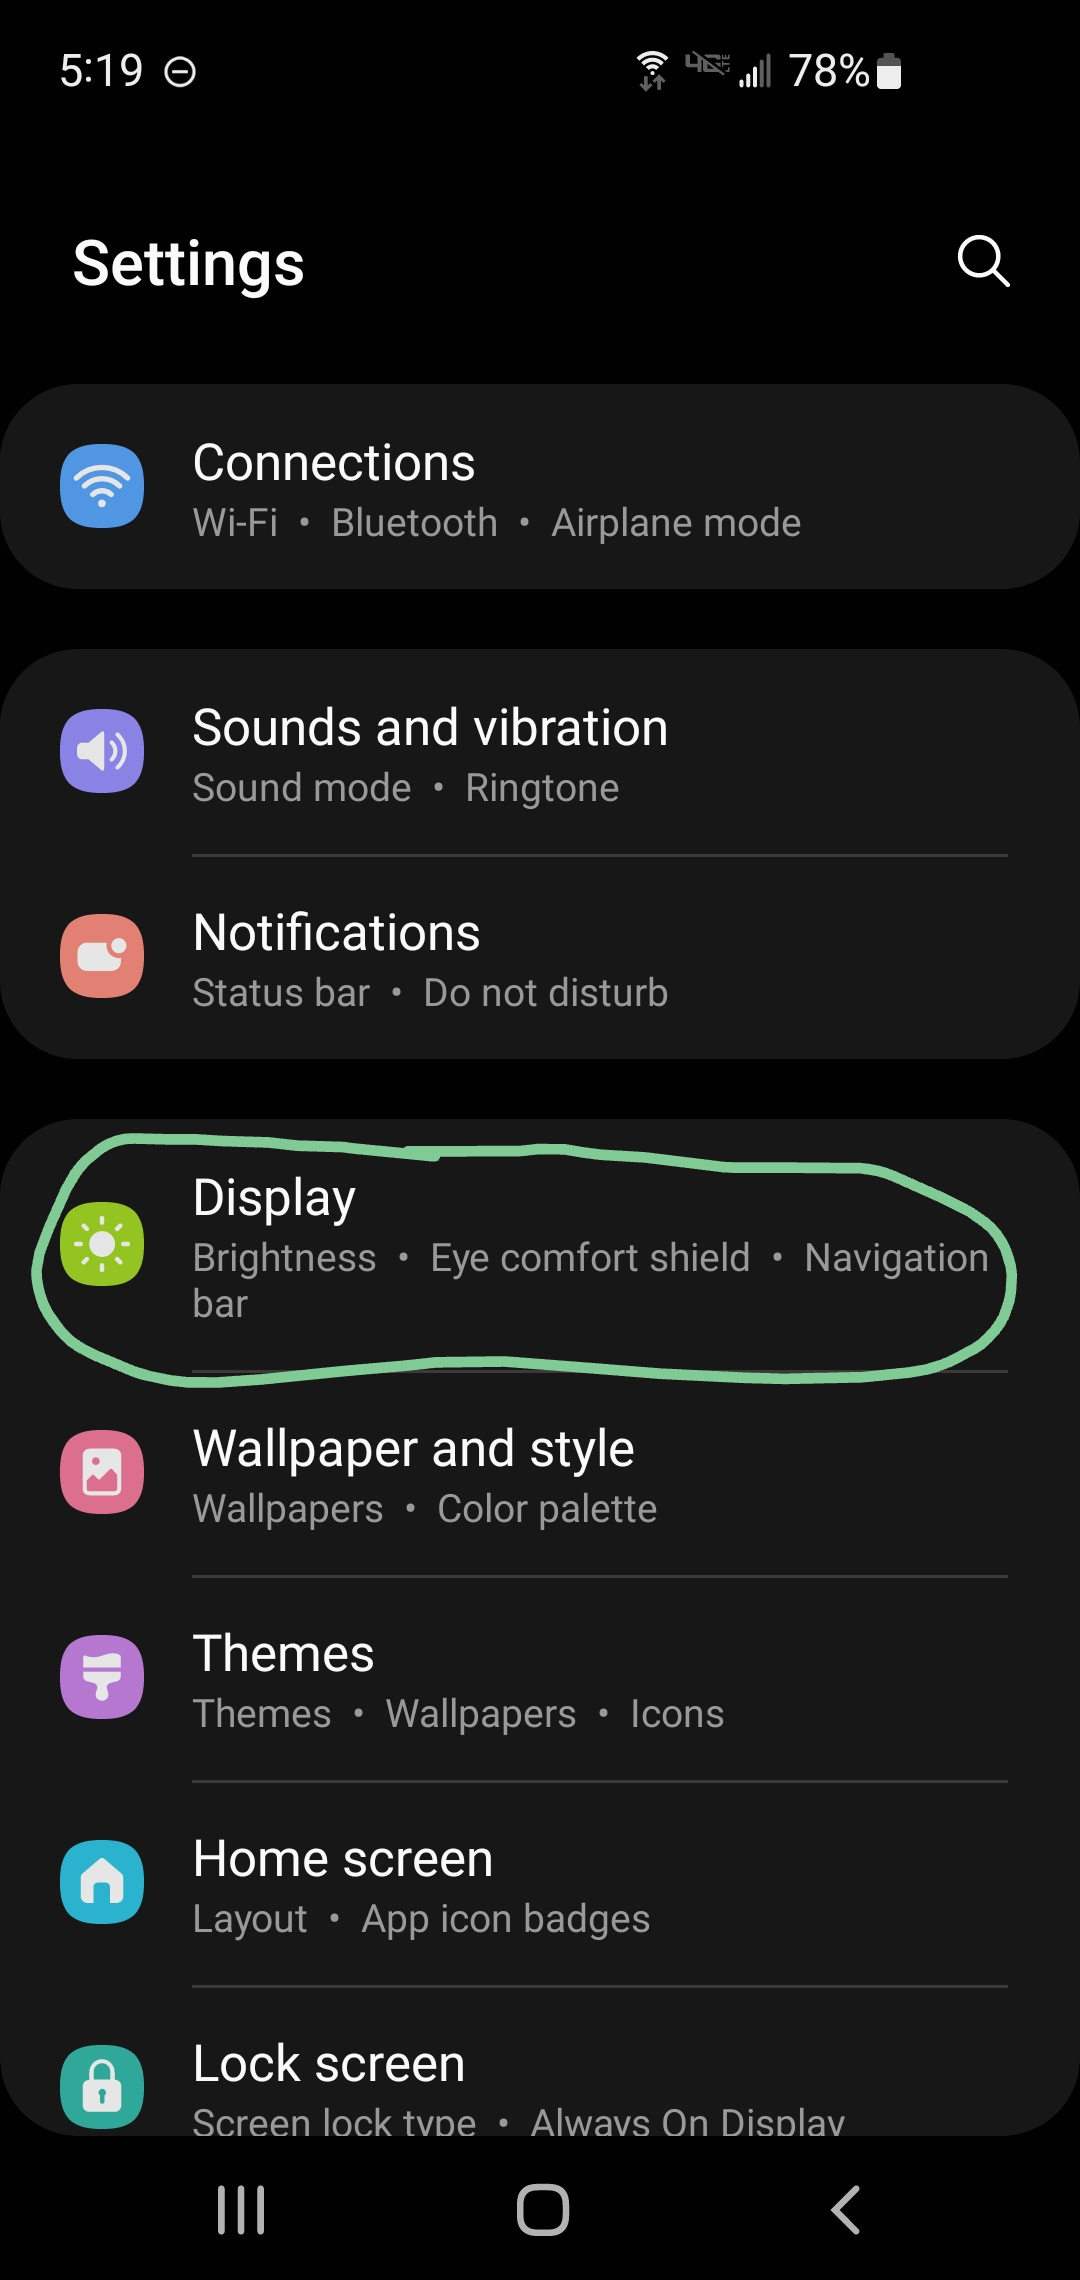 5:19 78%
Settings
Connections
Wi-Fi • Bluetooth • Airplane mode
Sounds and vibration
Sound mode • Ringtone
Notifications
Status bar • Do not disturb
Display
Brightness • Eye comfort shield • Navigation
bar
Wallpaper and style
Wallpapers • Color palette
Themes
Themes • Wallpapers • Icons
Home screen
Layout • App icon badges
Lock screen
Screen lock type • Always On Display